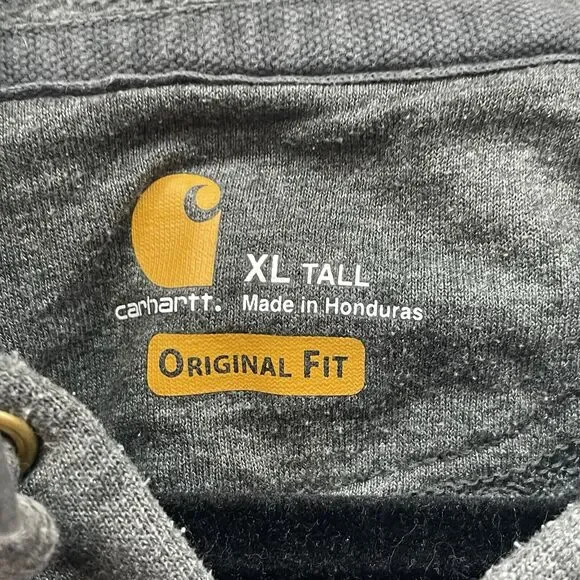 XL TALL
carhartt. Made in Honduras
ORIGINAL FIT